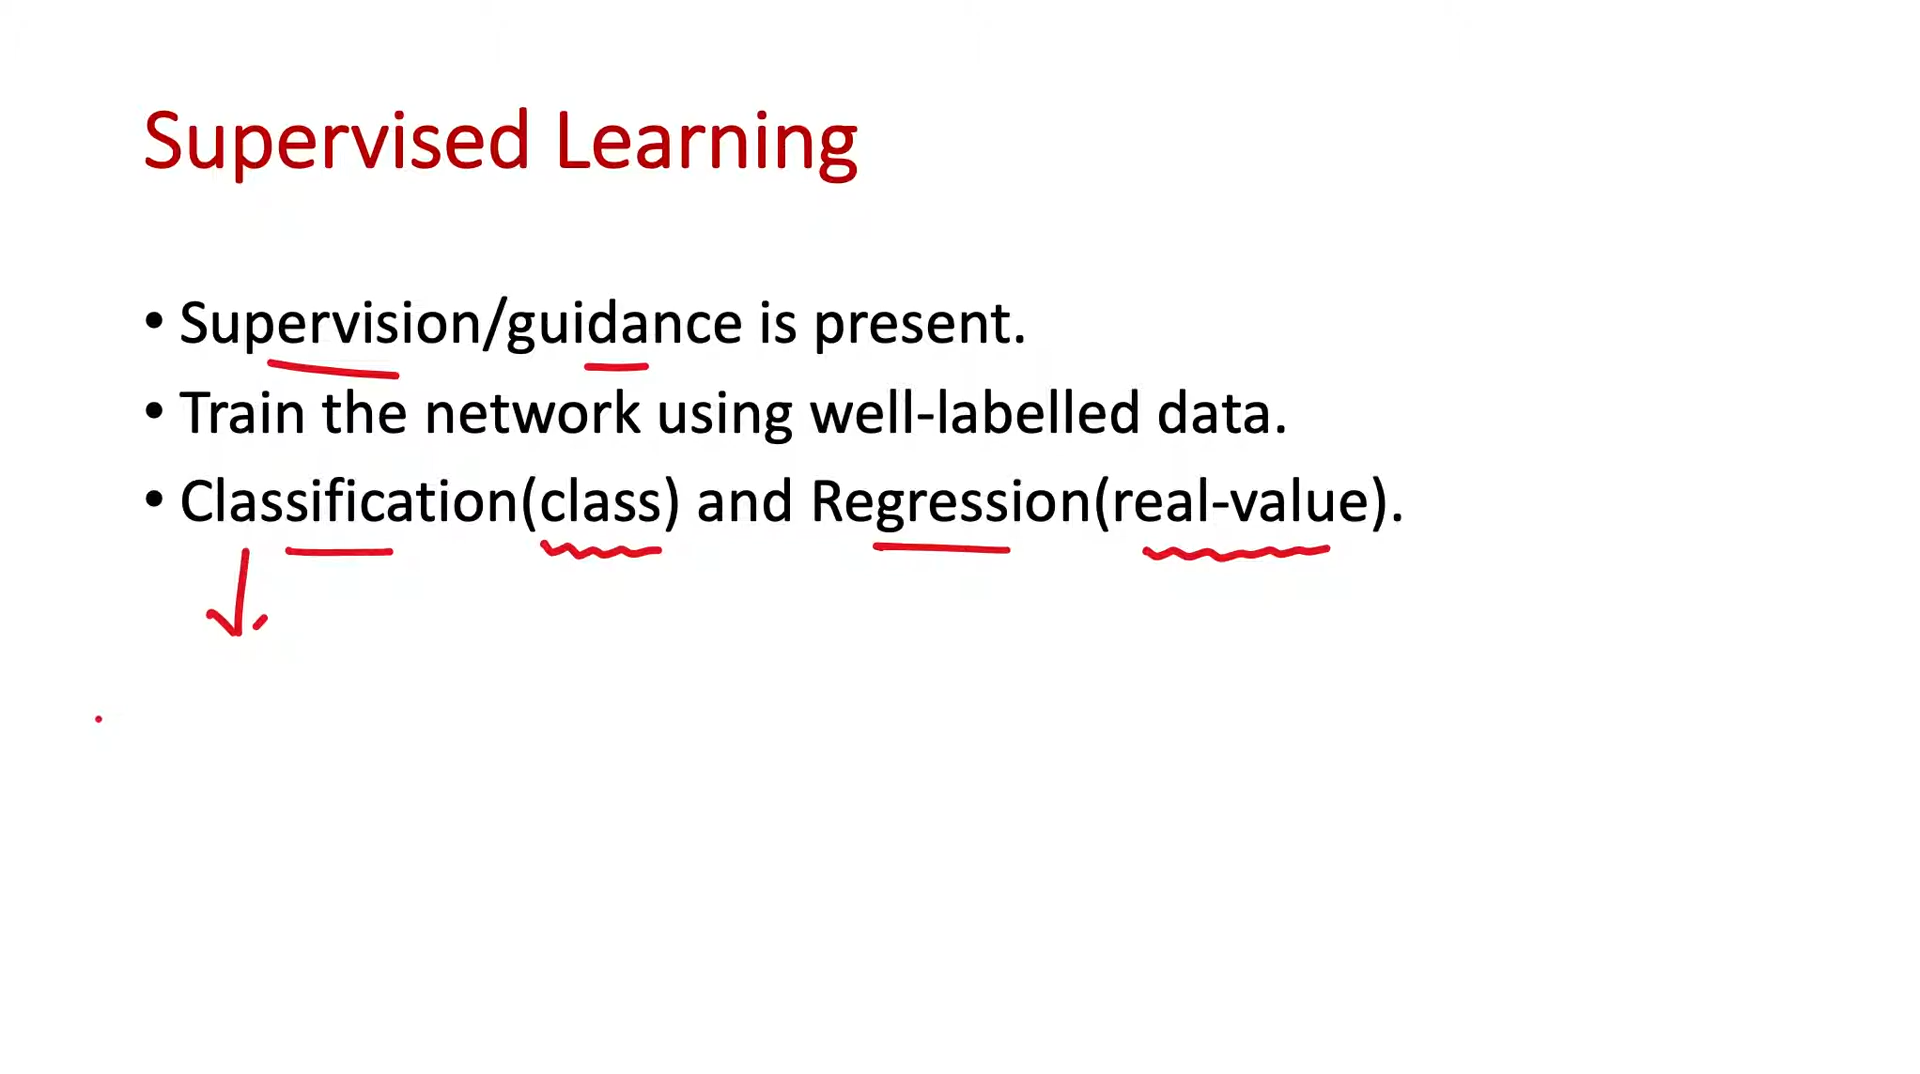 Supervised Learning
• Supervision/guidance is present.
• Train the network using well-labelled data.
• Classification(class) and Regression(real-value).